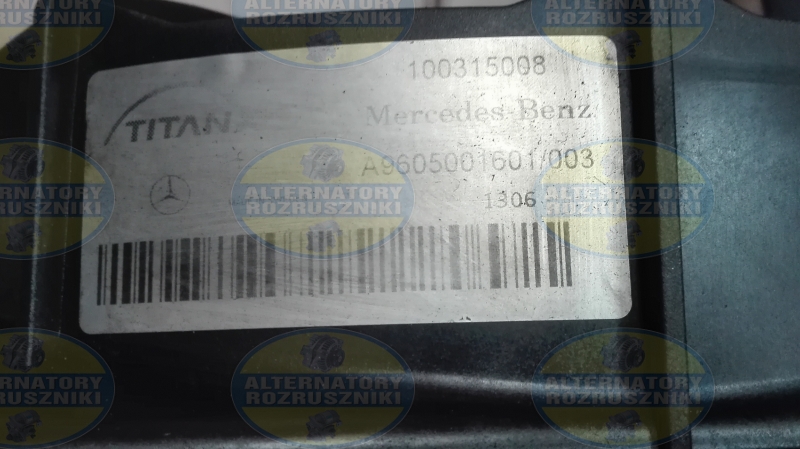 100315008
TITAN
Mercedes-Benz
A9605001601/003
1306
ALTERNATORY
ROZRUSZNIKI